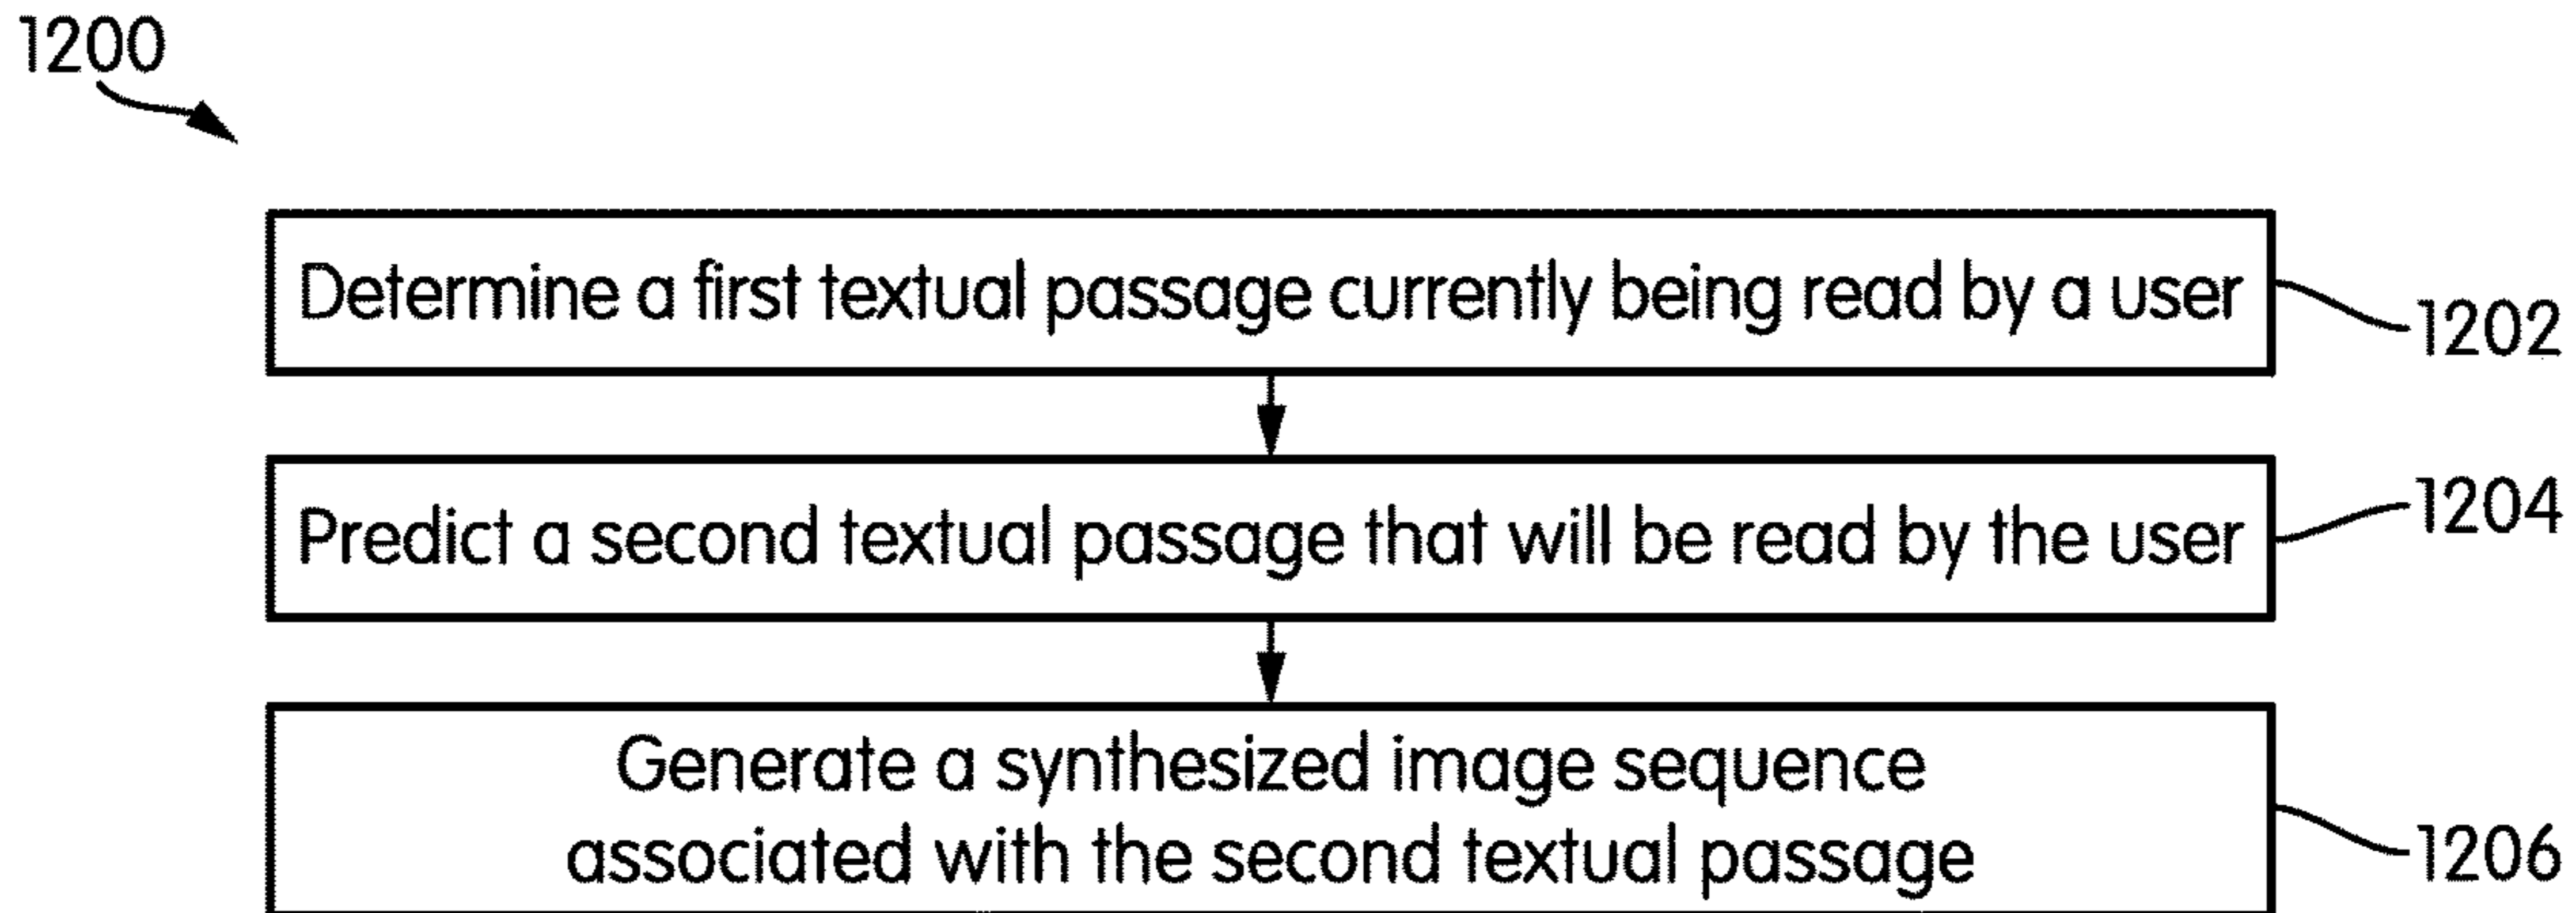 1200
Determine a first textual passage currently being read by a user
1202
Predict a second textual passage that will be read by the user
1204
Generate a synthesized image sequence
associated with the second textual passage
1206